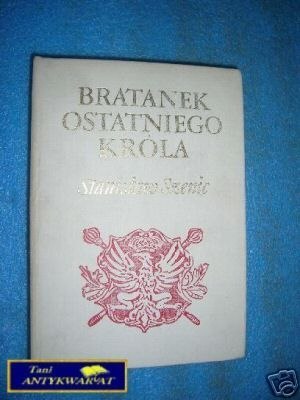 BRATANEK
OSTATNIEGO
KRÓLA
Stanisław Szenic
Tani
ANTYKWARYAT